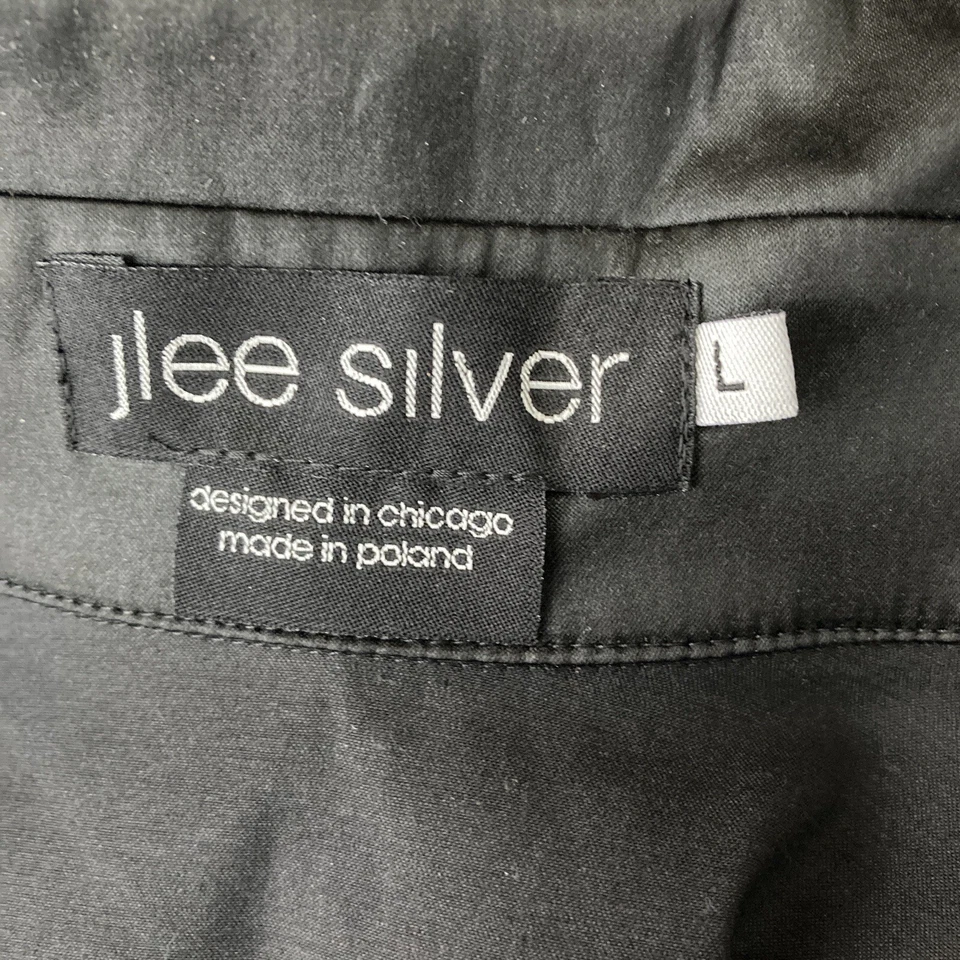 jlee silver
L
designed in chicago
made in poland